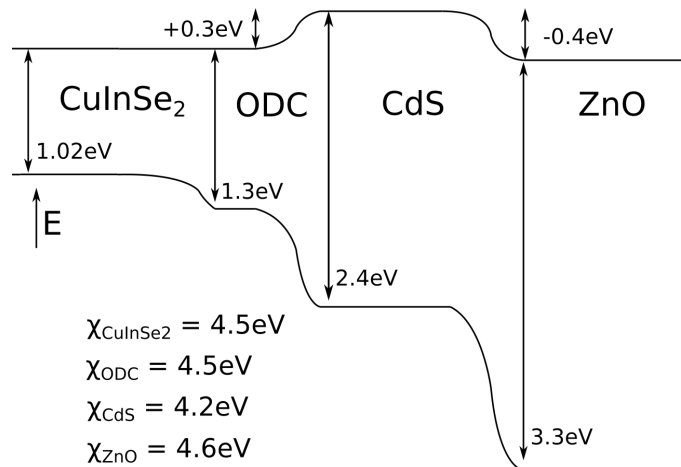 +0.3eV
-0.4eV
CuInSe₂ ODC CdS ZnO
1.02eV
1.3eV
E
2.4eV
χCuInSe2 = 4.5eV
χODC = 4.5eV
χCdS = 4.2eV
χZnO = 4.6eV
3.3eV